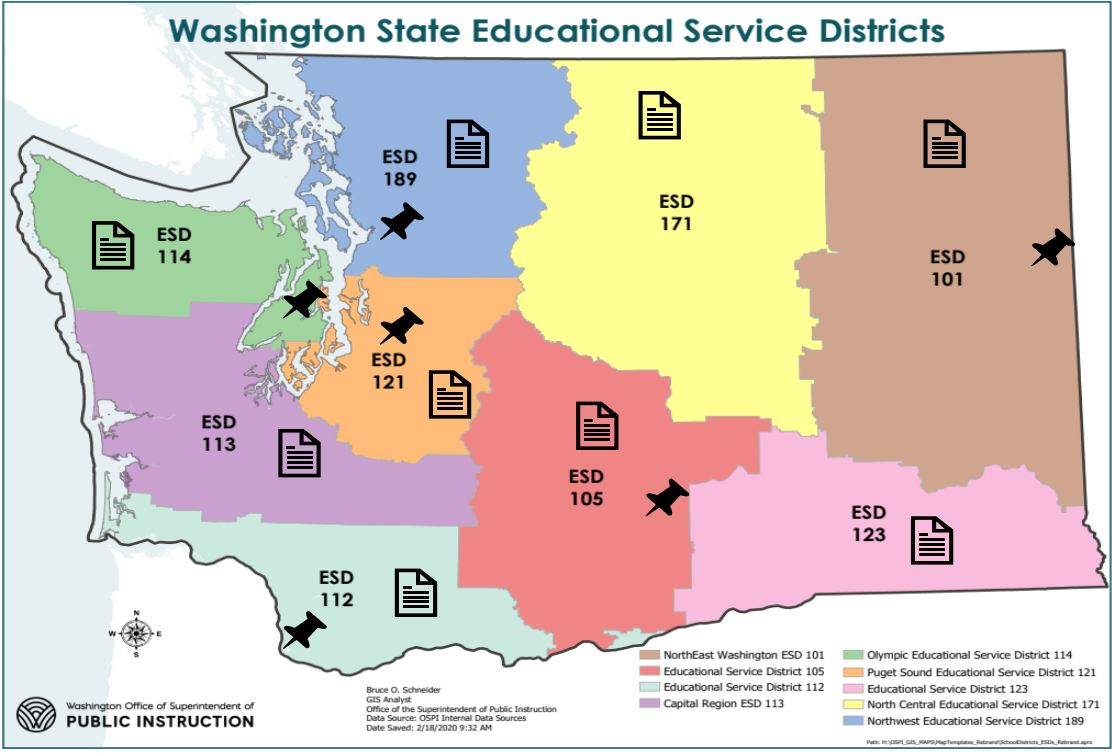 Washington State Educational Service Districts
ESD
189
ESD
171
ESD
114
ESD
101
ESD
121
ESD
113
ESD
105
ESD
123
ESD
112
N
W
E
S
NorthEast Washington ESD 101
Educational Service District 105
Educational Service District 112
Capital Region ESD 113
Olympic Educational Service District 114
Puget Sound Educational Service District 121
Educational Service District 123
North Central Educational Service District 171
Northwest Educational Service District 189
Washington Office of Superintendent of
PUBLIC INSTRUCTION
Bruce O. Schneider
GIS Analyst
Office of the Superintendent of Public Instruction
Data Source: OSPI Internal Data Sources
Date Saved: 2/18/2020 9:32 AM
Path: H:\OSPI_GIS_MAPS\MapTemplates_Rebrand\SchoolDistricts_ESDs_Rebrand.aprx